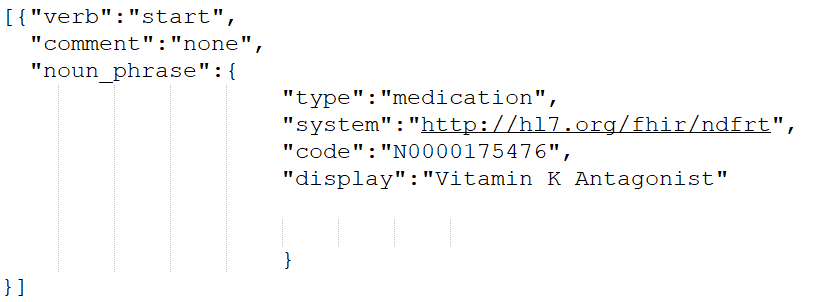 [{"verb":"start",
"comment":"none",
"noun_phrase":{
"type":"medication",
"system":"http://hl7.org/fhir/ndfrt",
"code":"N0000175476",
"display":"Vitamin K Antagonist"
}
}]